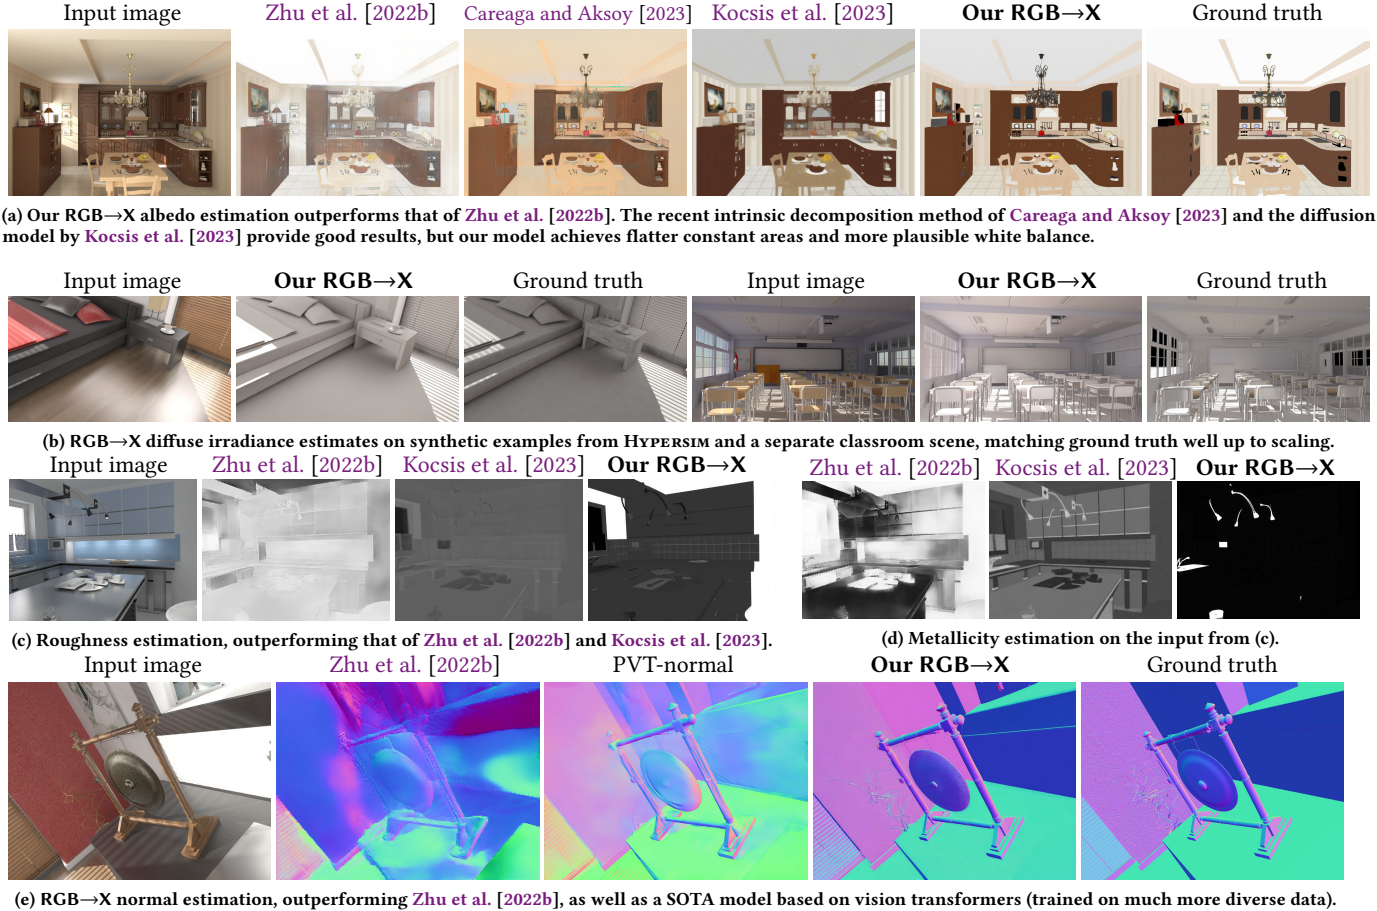 Input image Zhu et al. [2022b] Careaga and Aksoy [2023] Kocsis et al. [2023] Our RGB→X Ground truth
(a) Our RGB→X albedo estimation outperforms that of Zhu et al. [2022b]. The recent intrinsic decomposition method of Careaga and Aksoy [2023] and the diffusion
model by Kocsis et al. [2023] provide good results, but our model achieves flatter constant areas and more plausible white balance.
Input image Our RGB→X Ground truth Input image Our RGB→X Ground truth
(b) RGB→X diffuse irradiance estimates on synthetic examples from Hypersim and a separate classroom scene, matching ground truth well up to scaling.
Input image Zhu et al. [2022b] Kocsis et al. [2023] Our RGB→X
(c) Roughness estimation, outperforming that of Zhu et al. [2022b] and Kocsis et al. [2023].
Zhu et al. [2022b] Kocsis et al. [2023] Our RGB→X
(d) Metallicity estimation on the input from (c).
Input image Zhu et al. [2022b] PVT-normal Our RGB→X Ground truth
(e) RGB→X normal estimation, outperforming Zhu et al. [2022b], as well as a SOTA model based on vision transformers (trained on much more diverse data).